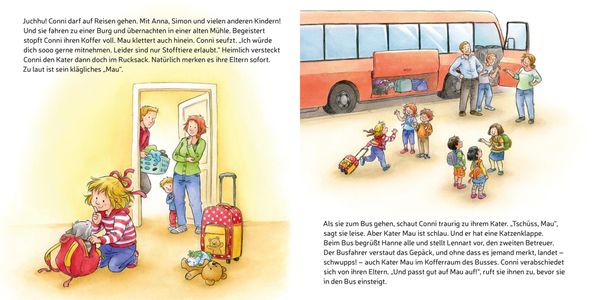 Juchhu! Conni darf auf Reisen gehen. Mit Anna, Simon und vielen anderen Kindern!
Und sie fahren zu einer Burg und übernachten in einer alten Mühle. Begeistert
stopft Conni ihren Koffer voll. Mau klettert auch hinein. Conni seufzt. „Ich würde
dich sooo gerne mitnehmen. Leider sind nur Stofftiere erlaubt.“ Heimlich versteckt
Conni den Kater dann doch im Rucksack. Natürlich merken es ihre Eltern sofort.
Zu laut ist sein klägliches „Mau“.
Als sie zum Bus gehen, schaut Conni traurig zu ihrem Kater. „Tschüss, Mau“,
sagt sie leise. Aber Kater Mau ist schlau. Und er hat eine Katzenklappe.
Beim Bus begrüßt Hanne alle und stellt Lennart vor, den zweiten Betreuer.
Der Busfahrer verstaut das Gepäck, und ohne dass es jemand merkt, landet –
schwupps! – auch Kater Mau im Kofferraum des Busses. Conni verabschiedet
sich von ihren Eltern. „Und passt gut auf Mau auf!“, ruft sie ihnen zu, bevor sie
in den Bus einsteigt.